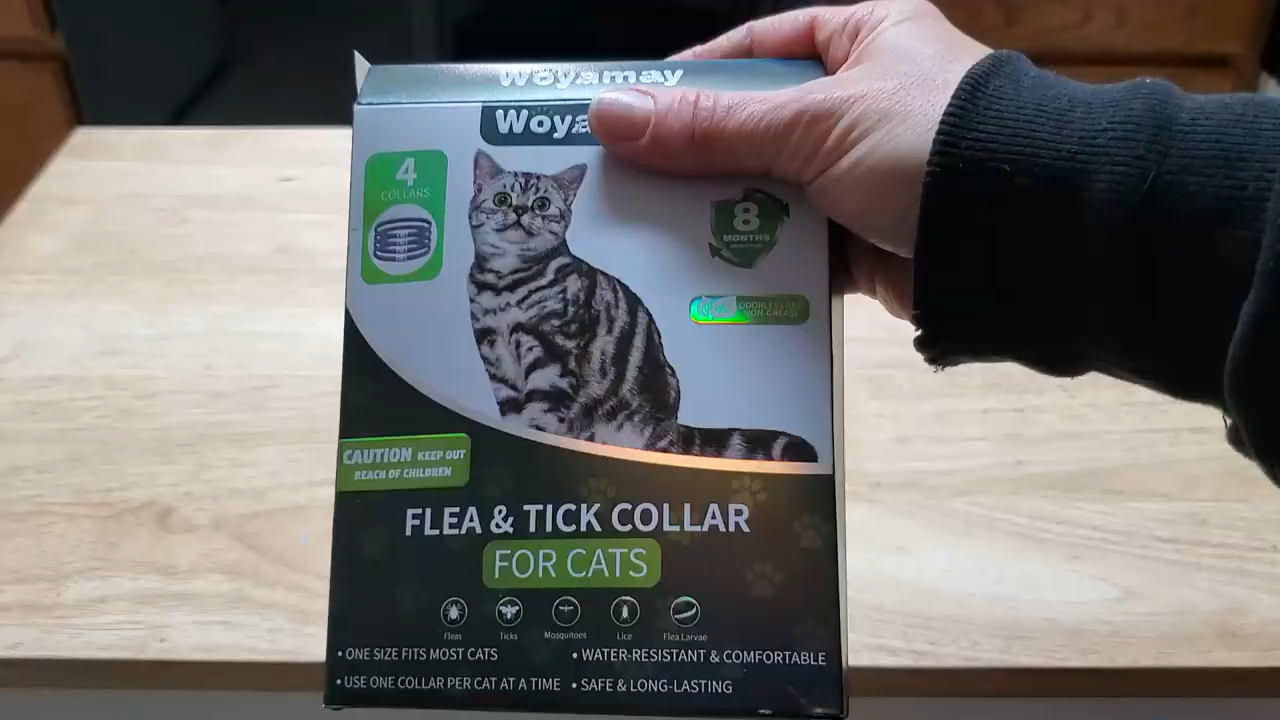 Woyamay
Woya
4
COLLARS
8
MONTHS
ODORLESS
NON-GREASY
CAUTION KEEP OUT
REACH OF CHILDREN
FLEA & TICK COLLAR
FOR CATS
Fleas
Ticks
Mosquitoes
Lice
Flea Larvae
• ONE SIZE FITS MOST CATS
• WATER-RESISTANT & COMFORTABLE
• USE ONE COLLAR PER CAT AT A TIME
• SAFE & LONG-LASTING